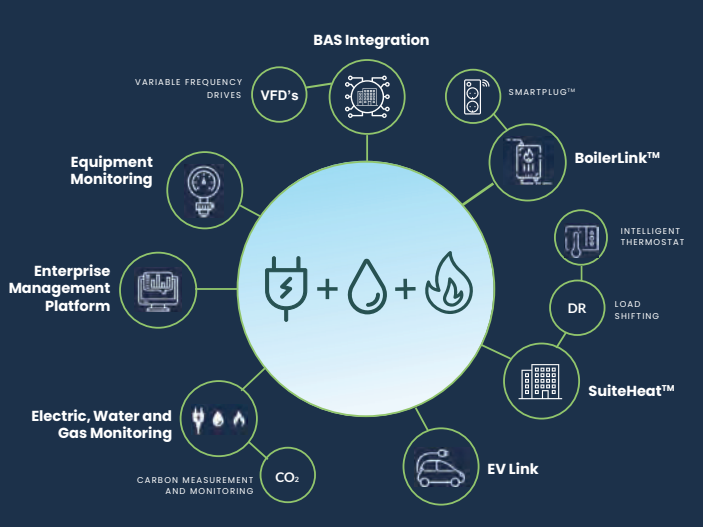 BAS Integration
VARIABLE FREQUENCY
DRIVES
VFD's
SMARTPLUG™
BoilerLink™
Equipment
Monitoring
INTELLIGENT
THERMOSTAT
Enterprise
Management
Platform
DR
LOAD
SHIFTING
SuiteHeat™
Electric, Water and
Gas Monitoring
EV Link
CARBON MEASUREMENT
AND MONITORING
CO₂